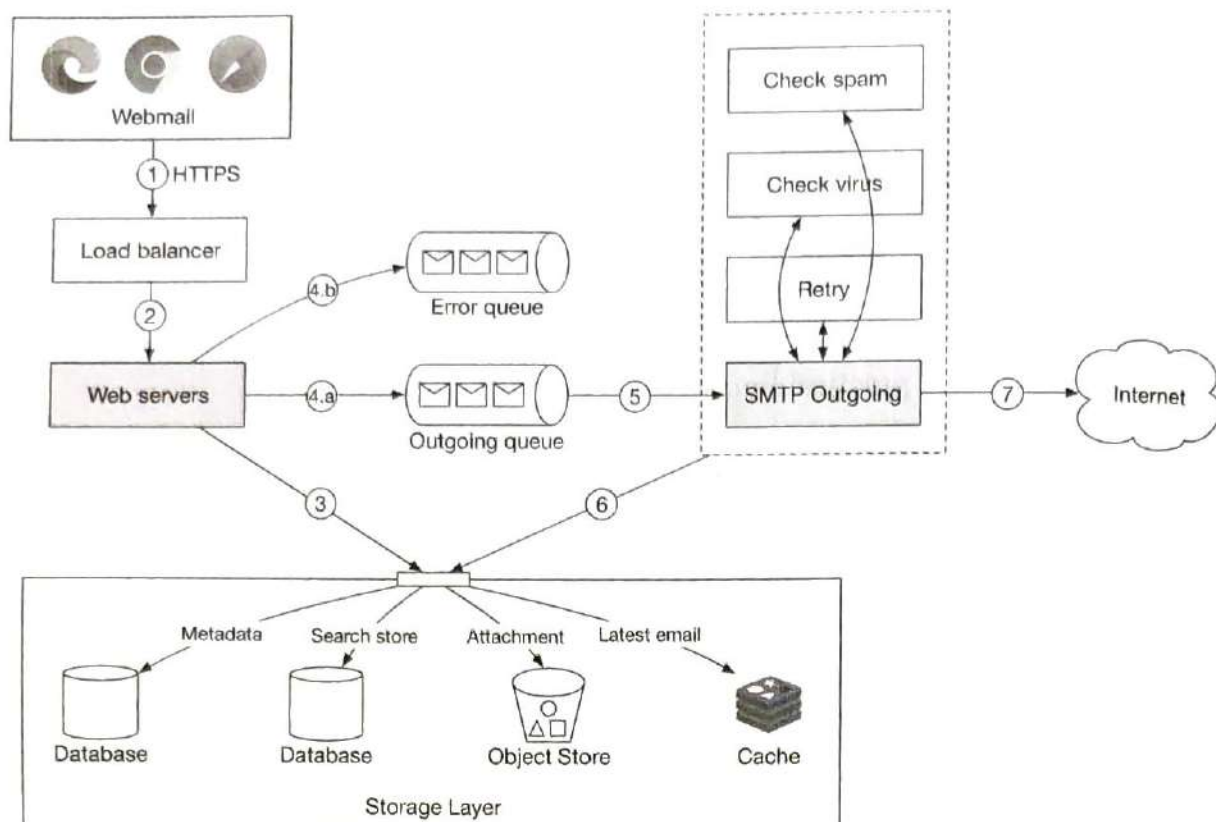 Webmail
1 HTTPS
Load balancer
2
Web servers
4.b
Error queue
4.a
Outgoing queue
5
Check spam
Check virus
Retry
SMTP Outgoing
7
Internet
3
6
Metadata
Search store
Attachment
Latest email
Database
Database
Object Store
Cache
Storage Layer